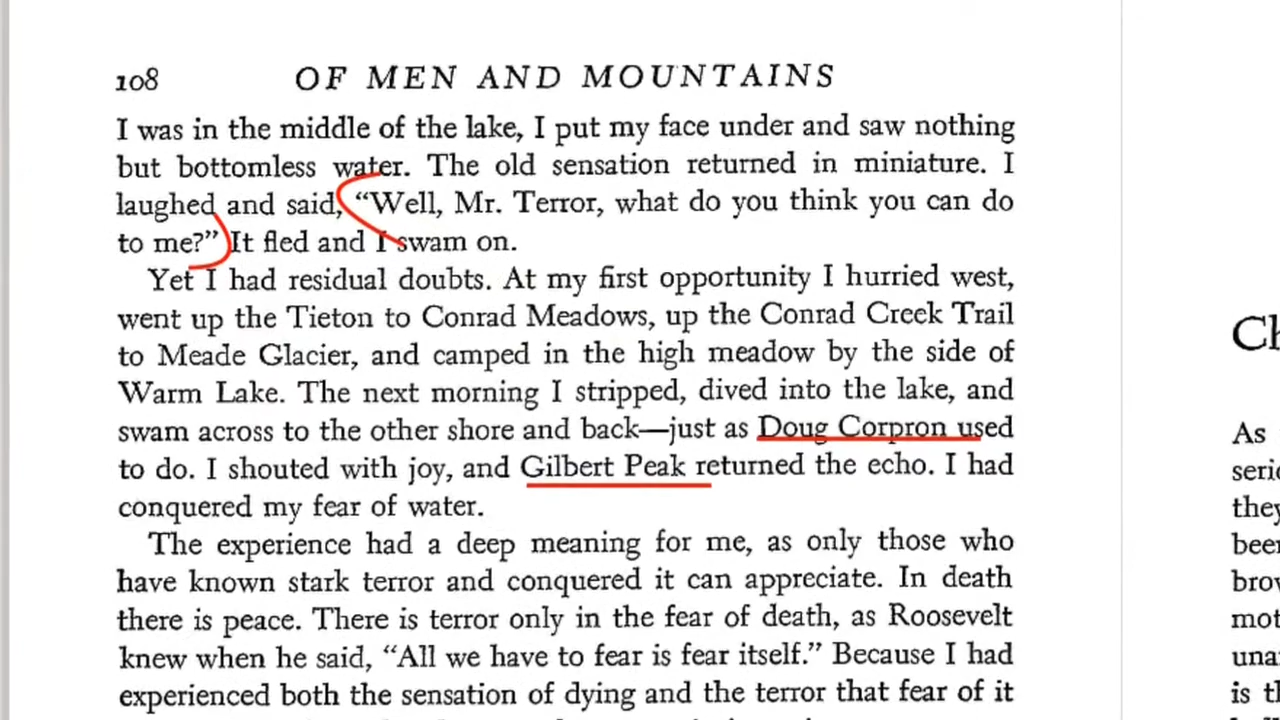 108 OF MEN AND MOUNTAINS
I was in the middle of the lake, I put my face under and saw nothing
but bottomless water. The old sensation returned in miniature. I
laughed and said, “Well, Mr. Terror, what do you think you can do
to me?” It fled and I swam on.
Yet I had residual doubts. At my first opportunity I hurried west,
went up the Tieton to Conrad Meadows, up the Conrad Creek Trail
to Meade Glacier, and camped in the high meadow by the side of
Warm Lake. The next morning I stripped, dived into the lake, and
swam across to the other shore and back—just as Doug Corpron used
to do. I shouted with joy, and Gilbert Peak returned the echo. I had
conquered my fear of water.
The experience had a deep meaning for me, as only those who
have known stark terror and conquered it can appreciate. In death
there is peace. There is terror only in the fear of death, as Roosevelt
knew when he said, “All we have to fear is fear itself.” Because I had
experienced both the sensation of dying and the terror that fear of it
Ch
As
seri
they
been
brow
mot
una
is th